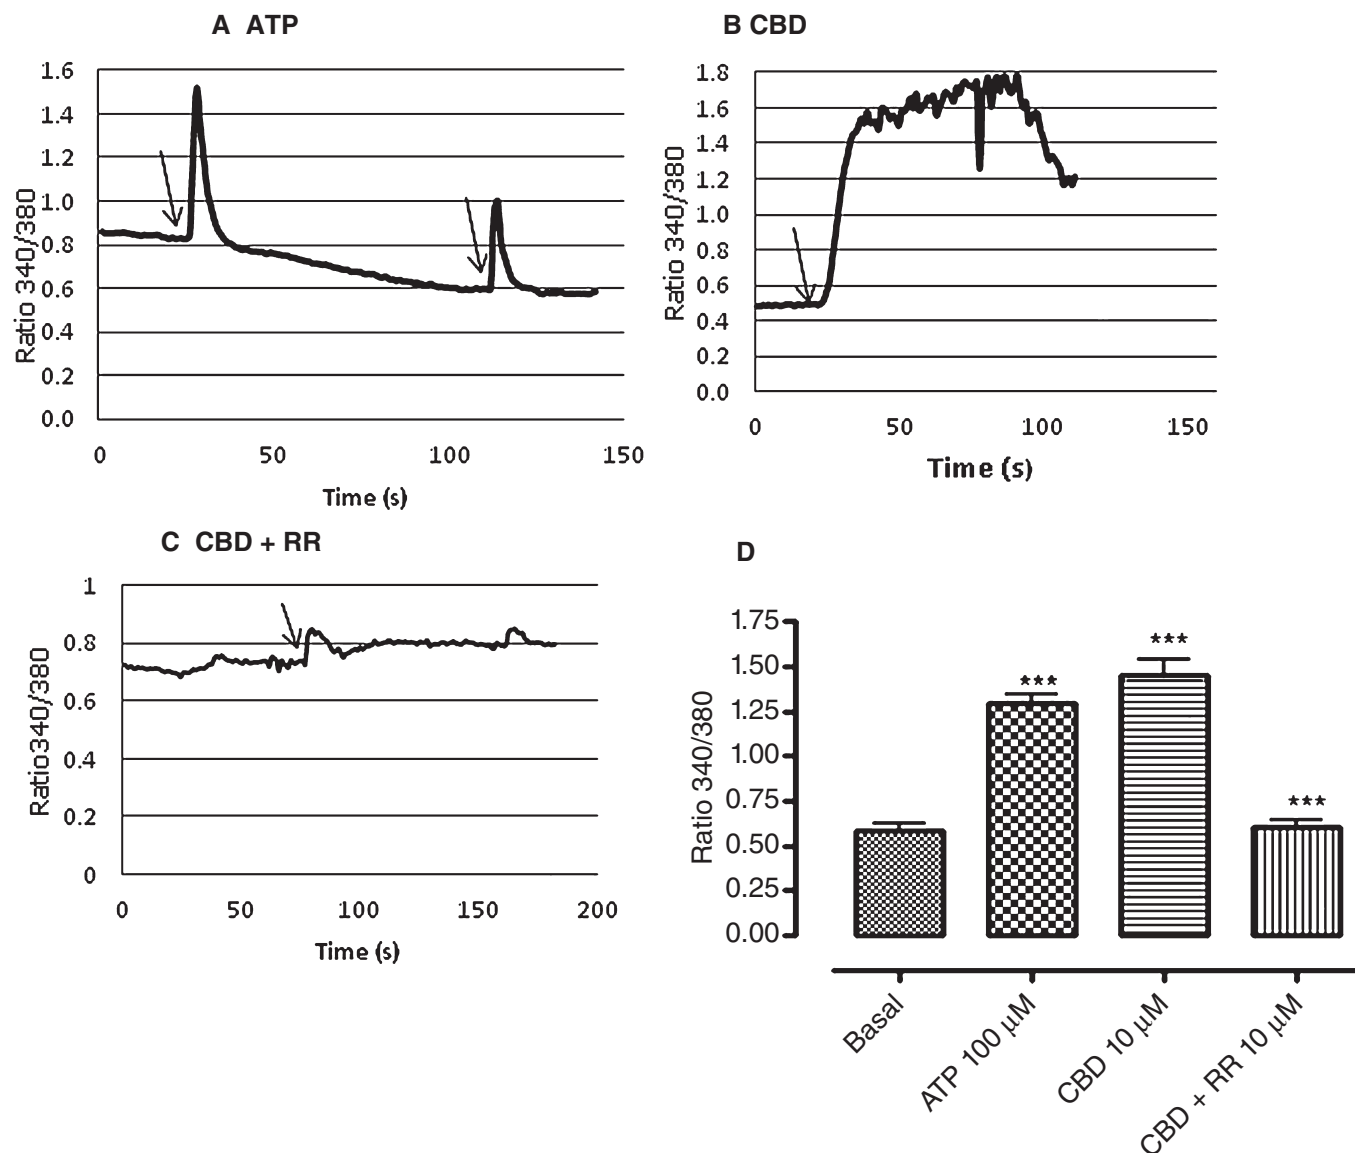 A ATP
Ratio 340/380
1.6
1.4
1.2
1.0
0.8
0.6
0.4
0.2
0.0
0 50 100 150
Time (s)
B CBD
Ratio 340/380
1.8
1.6
1.4
1.2
1.0
0.8
0.6
0.4
0.2
0.0
0 50 100 150
Time (s)
C CBD + RR
Ratio340/380
1
0.8
0.6
0.4
0.2
0
0 50 100 150 200
Time (s)
D
Ratio 340/380
1.75
1.50
1.25
1.00
0.75
0.50
0.25
0.00
***
***
***
Basal
ATP 100 µM
CBD 10 µM
CBD + RR 10 µM